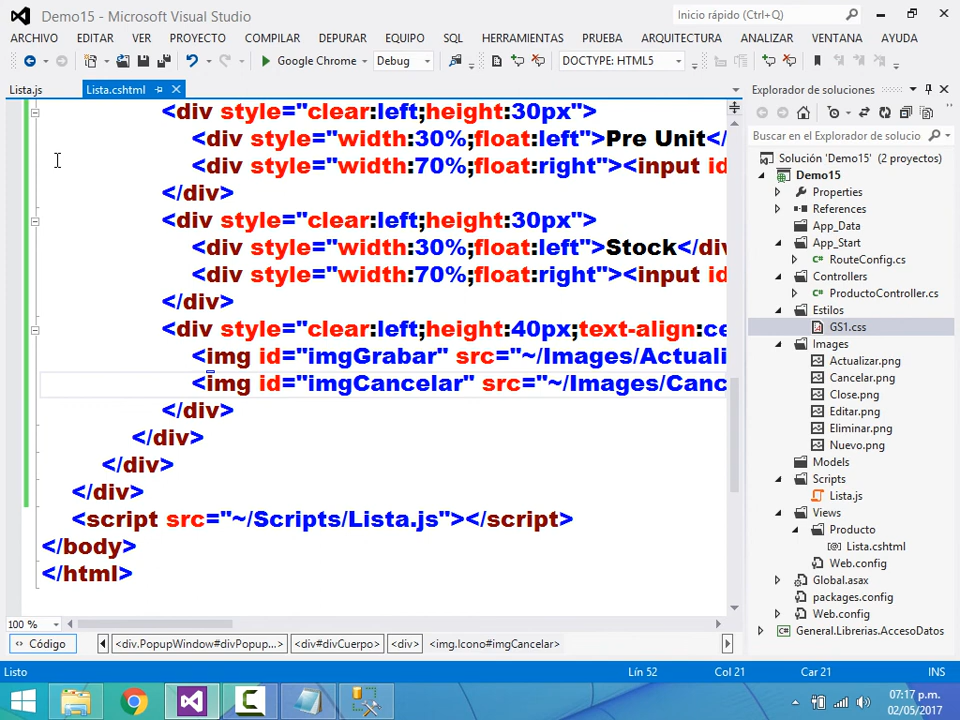 Demo15 - Microsoft Visual Studio
Inicio rápido (Ctrl+Q)
ARCHIVO EDITAR VER PROYECTO COMPILAR DEPURAR EQUIPO SQL HERRAMIENTAS PRUEBA ARQUITECTURA ANALIZAR VENTANA AYUDA
Google Chrome Debug DOCTYPE: HTML5
Lista.js Lista.cshtml
<div style="clear:left;height:30px">
<div style="width:30%;float:left">Pre Unit</
<div style="width:70%;float:right"><input id
</div>
<div style="clear:left;height:30px">
<div style="width:30%;float:left">Stock</div
<div style="width:70%;float:right"><input id
</div>
<div style="clear:left;height:40px;text-align:ce
<img id="imgGrabar" src="~/Images/Actuali
<img id="imgCancelar" src="~/Images/Canc
</div>
</div>
</div>
</div>
<script src="~/Scripts/Lista.js"></script>
</body>
</html>
100 %
Código <div.PopupWindow#divPopup...> <div#divCuerpo> <div> <img.Icono#imgCancelar>
Explorador de soluciones
Buscar en el Explorador de solucio
Solución 'Demo15' (2 proyectos)
Demo15
Properties
References
App_Data
App_Start
RouteConfig.cs
Controllers
ProductoController.cs
Estilos
GS1.css
Images
Actualizar.png
Cancelar.png
Close.png
Editar.png
Eliminar.png
Nuevo.png
Models
Scripts
Lista.js
Views
Producto
Lista.cshtml
Web.config
Global.asax
packages.config
Web.config
General.Librerias.AccesoDatos
Listo Lín 52 Col 21 Car 21 INS
07:17 p.m.
02/05/2017